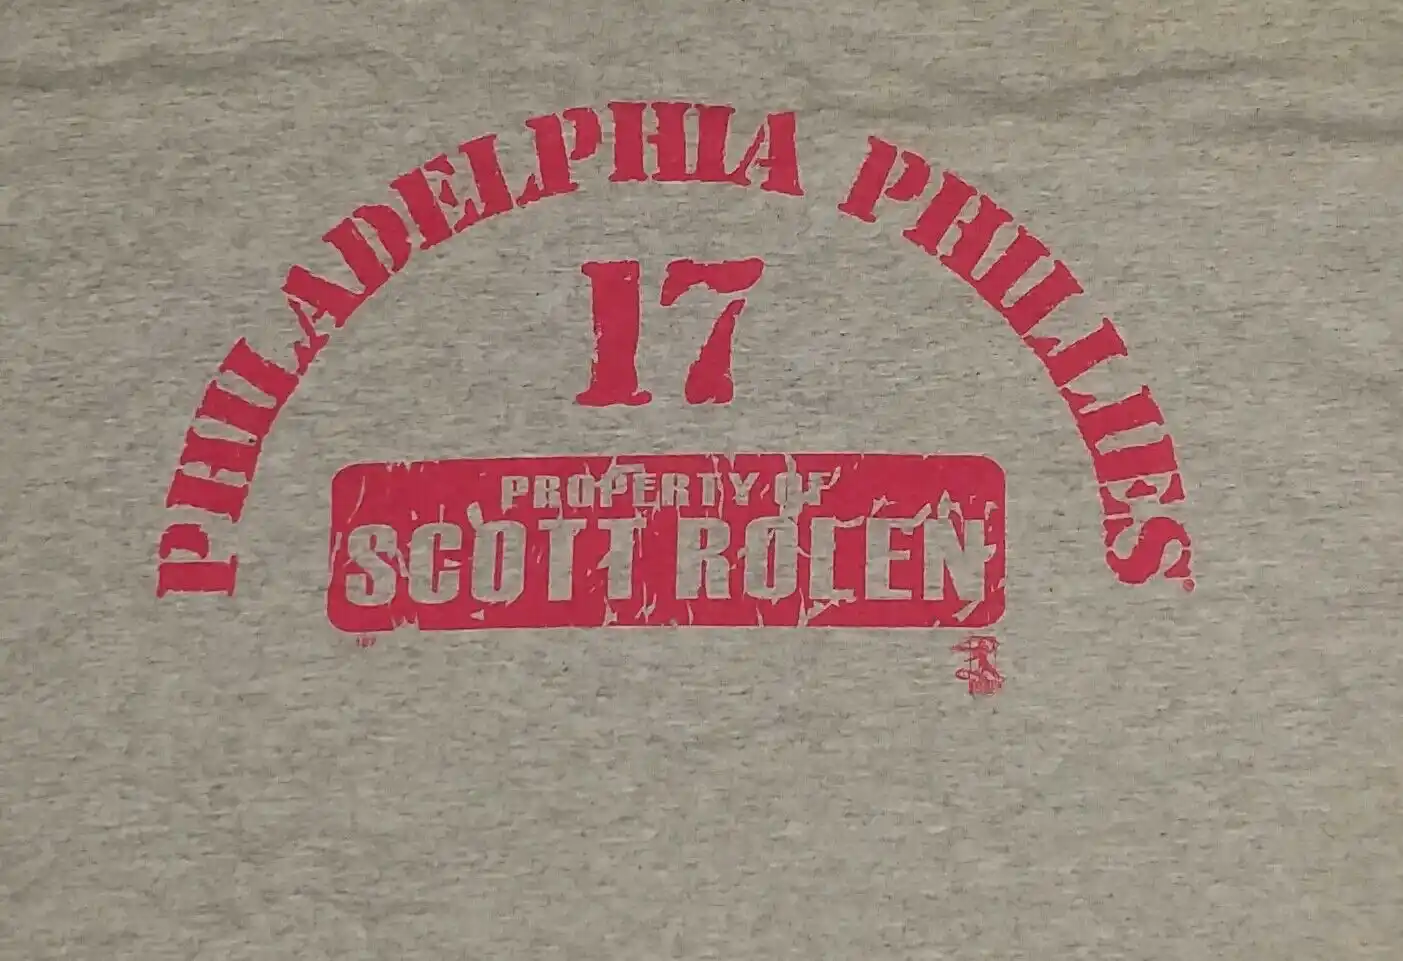 PHILADELPHIA PHILLIES
17
PROPERTY OF
SCOTT ROLEN